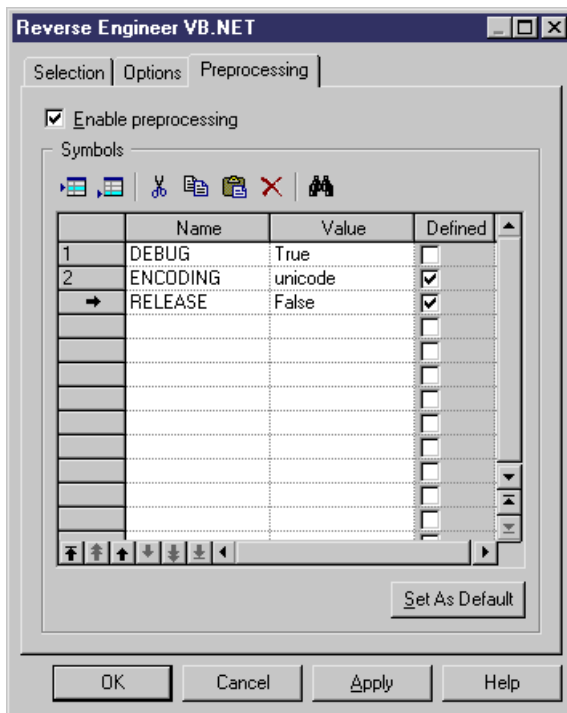 Reverse Engineer VB.NET
Selection Options Preprocessing
Enable preprocessing
Symbols
Name Value Defined
1 DEBUG True
2 ENCODING unicode
RELEASE False
Set As Default
OK Cancel Apply Help